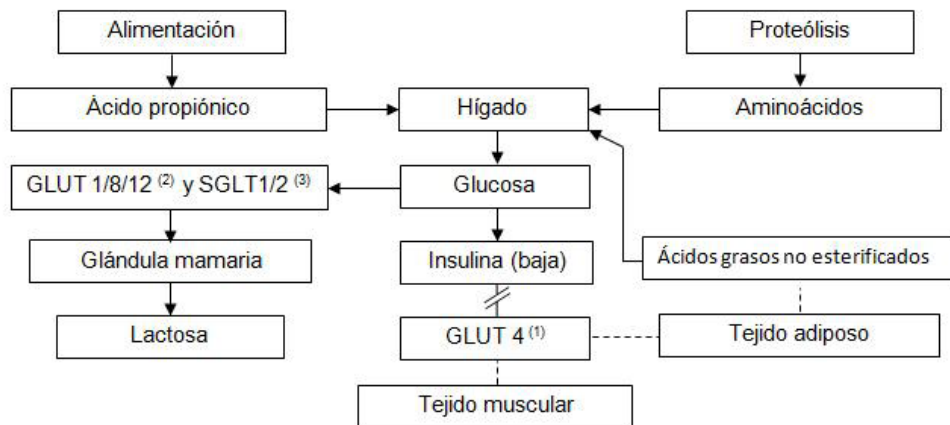 Alimentación
Proteólisis
Ácido propiónico
Hígado
Aminoácidos
GLUT 1/8/12 (2) y SGLT1/2 (3)
Glucosa
Glándula mamaria
Insulina (baja)
Ácidos grasos no esterificados
Lactosa
GLUT 4 (1)
Tejido adiposo
Tejido muscular